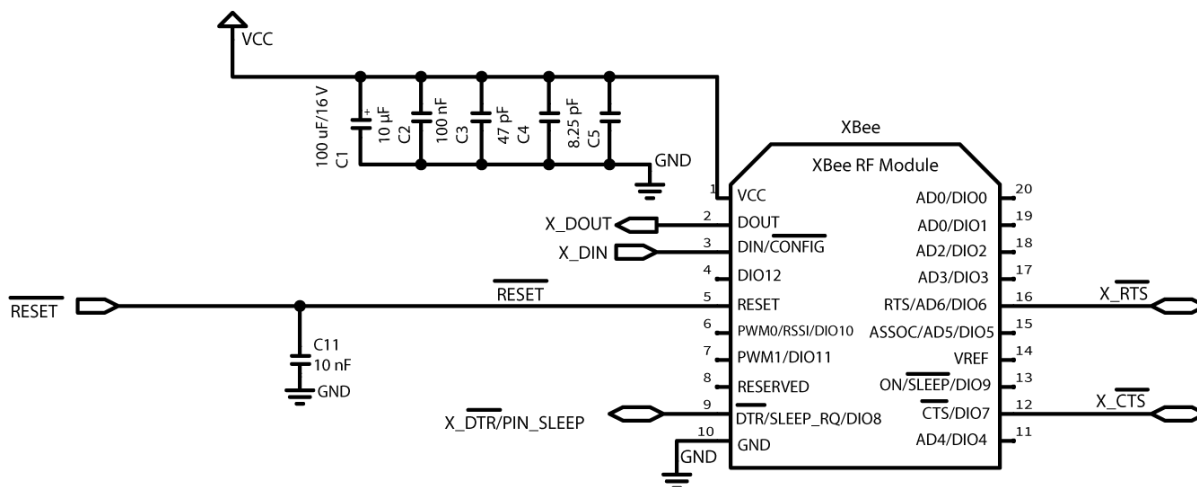 VCC
100 uF/16 V
C1
+
10 µF
C2
100 nF
C3
47 pF
C4
8.25 pF
C5
GND
XBee
XBee RF Module
1 VCC
X_DOUT 2 DOUT
X_DIN 3 DIN/CONFIG
4 DIO12
RESET RESET 5 RESET
6 PWM0/RSSI/DIO10
7 PWM1/DIO11
8 RESERVED
X_DTR/PIN_SLEEP 9 DTR/SLEEP_RQ/DIO8
10 GND
GND
C11
10 nF
GND
AD0/DIO0 20
AD0/DIO1 19
AD2/DIO2 18
AD3/DIO3 17
RTS/AD6/DIO6 16 X_RTS
ASSOC/AD5/DIO5 15
VREF 14
ON/SLEEP/DIO9 13
CTS/DIO7 12 X_CTS
AD4/DIO4 11